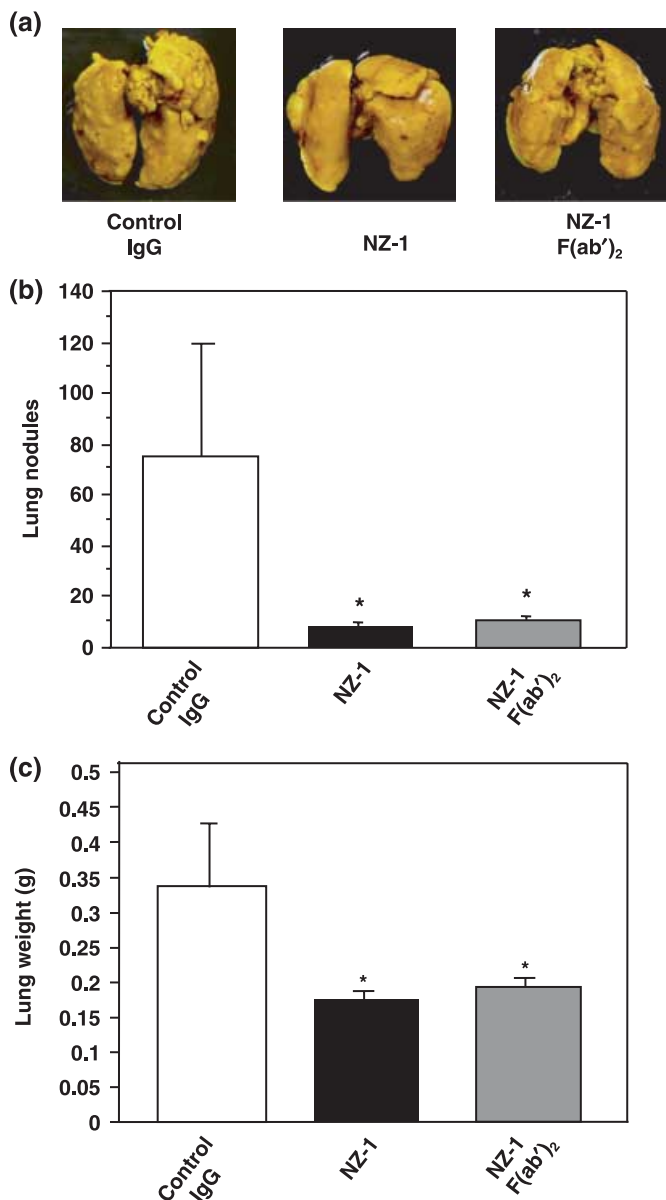 (a)
Control
IgG
NZ-1
NZ-1
F(ab′)₂
(b)
140
120
100
80
60
40
20
0
Lung nodules
*
*
Control
IgG
NZ-1
NZ-1
F(ab′)₂
(c)
0.5
0.45
0.4
0.35
0.3
0.25
0.2
0.15
0.1
0.05
0
Lung weight (g)
*
*
Control
IgG
NZ-1
NZ-1
F(ab′)₂